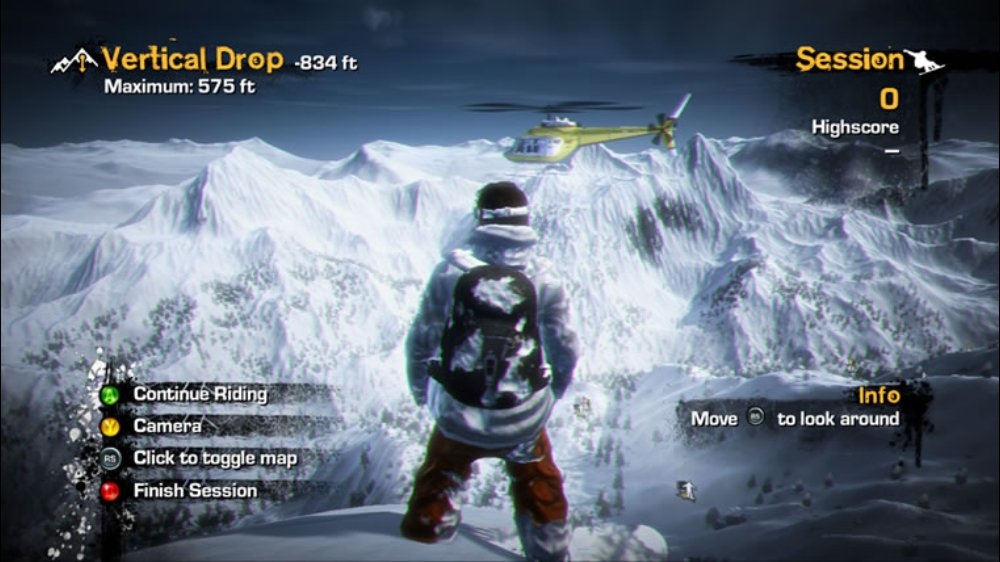 Vertical Drop -834 ft
Maximum: 575 ft
Session
0
Highscore
–
A Continue Riding
Y Camera
RS Click to toggle map
Finish Session
Info
Move RS to look around